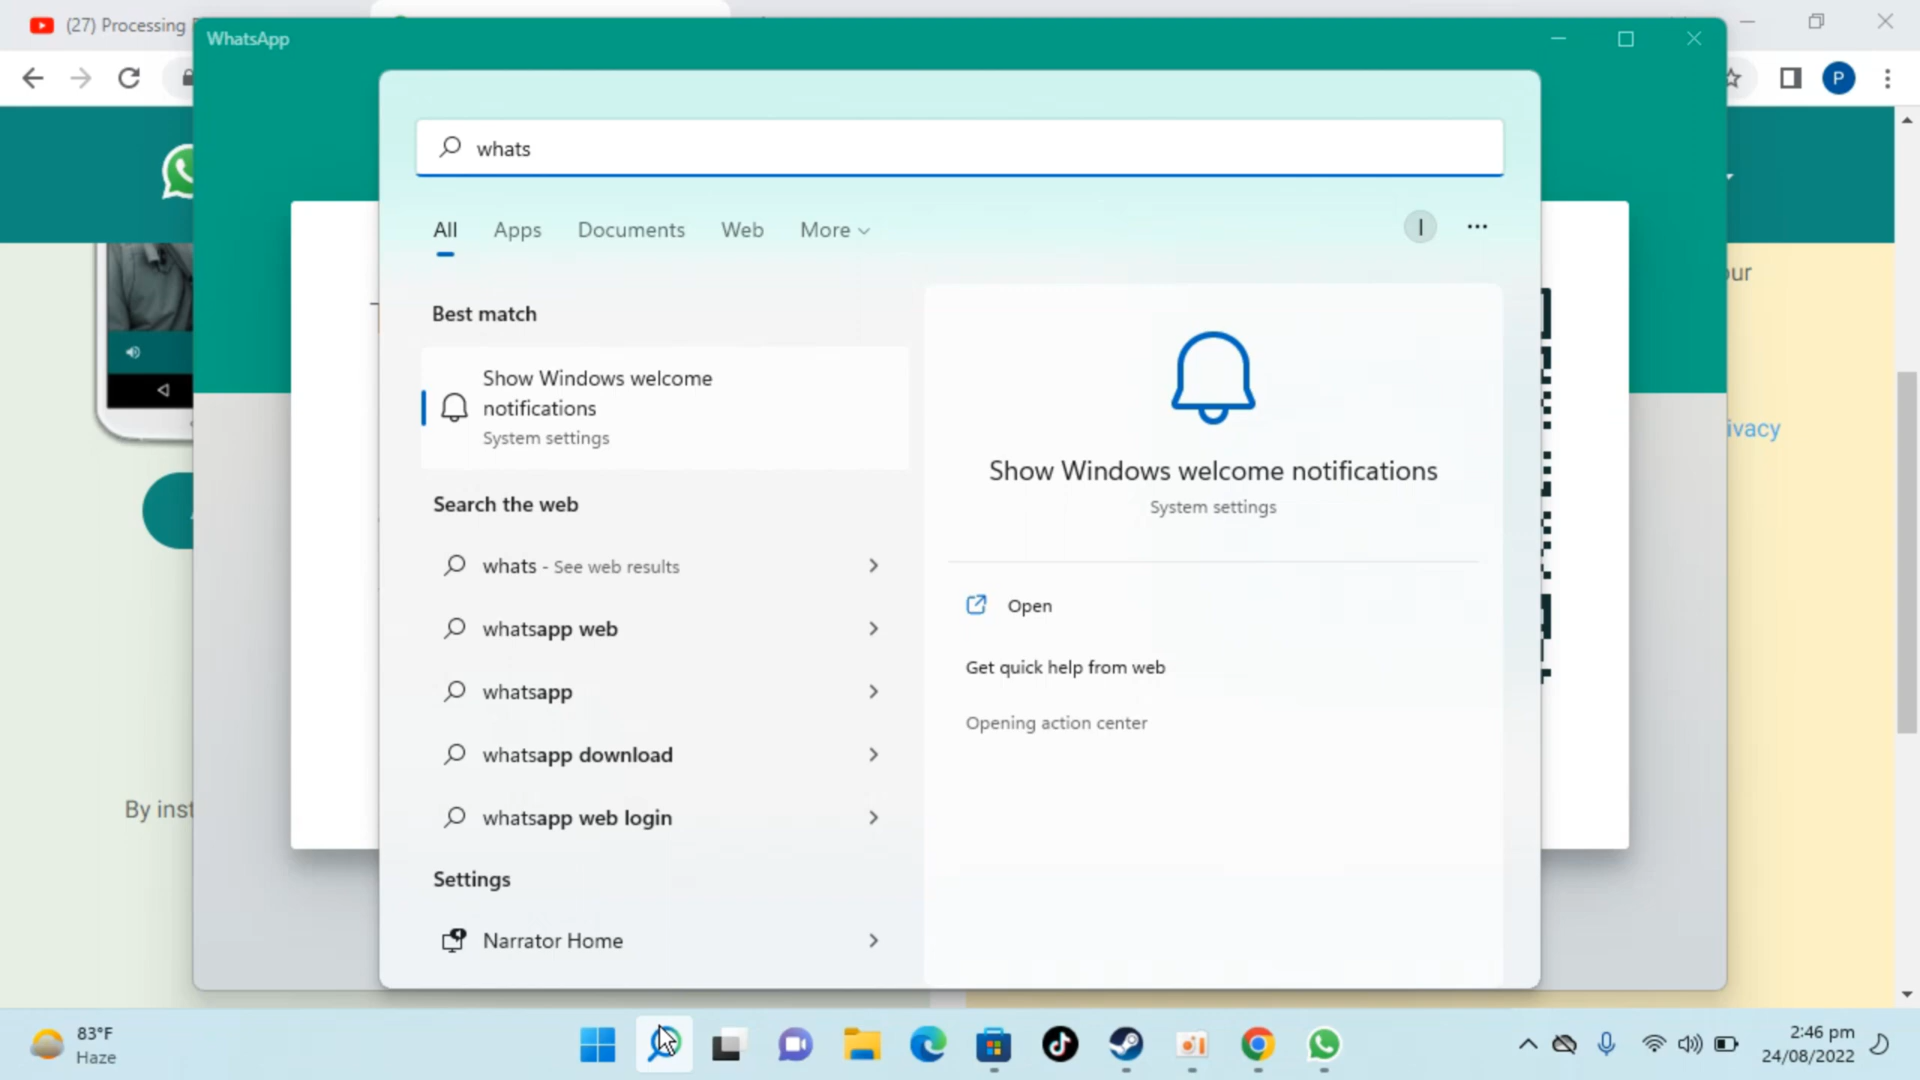 (27) Processing
WhatsApp
P
whats
All Apps Documents Web More
I
Best match
Show Windows welcome
notifications
System settings
Search the web
whats - See web results
whatsapp web
whatsapp
whatsapp download
whatsapp web login
Settings
Narrator Home
Show Windows welcome notifications
System settings
Open
Get quick help from web
Opening action center
By inst
our
ivacy
83°F
Haze
2:46 pm
24/08/2022